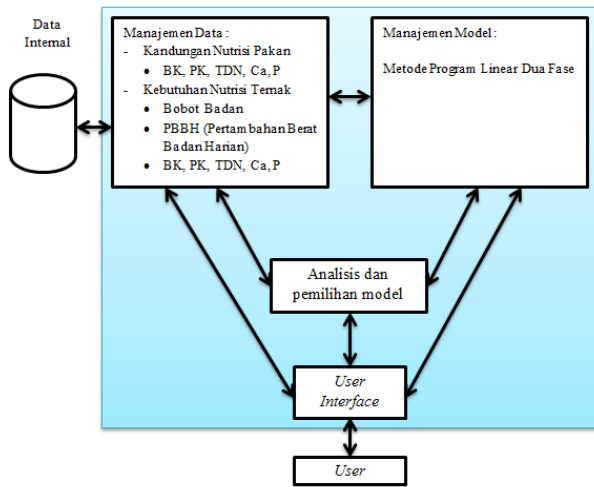 Data
Internal
Manajemen Data :
- Kandungan Nutrisi Pakan
• BK, PK, TDN, Ca, P
- Kebutuhan Nutrisi Ternak
• Bobot Badan
• PBBH (Pertambahan Berat
Badan Harian)
• BK, PK, TDN, Ca, P
Manajemen Model :
Metode Program Linear Dua Fase
Analisis dan
pemilihan model
User
Interface
User